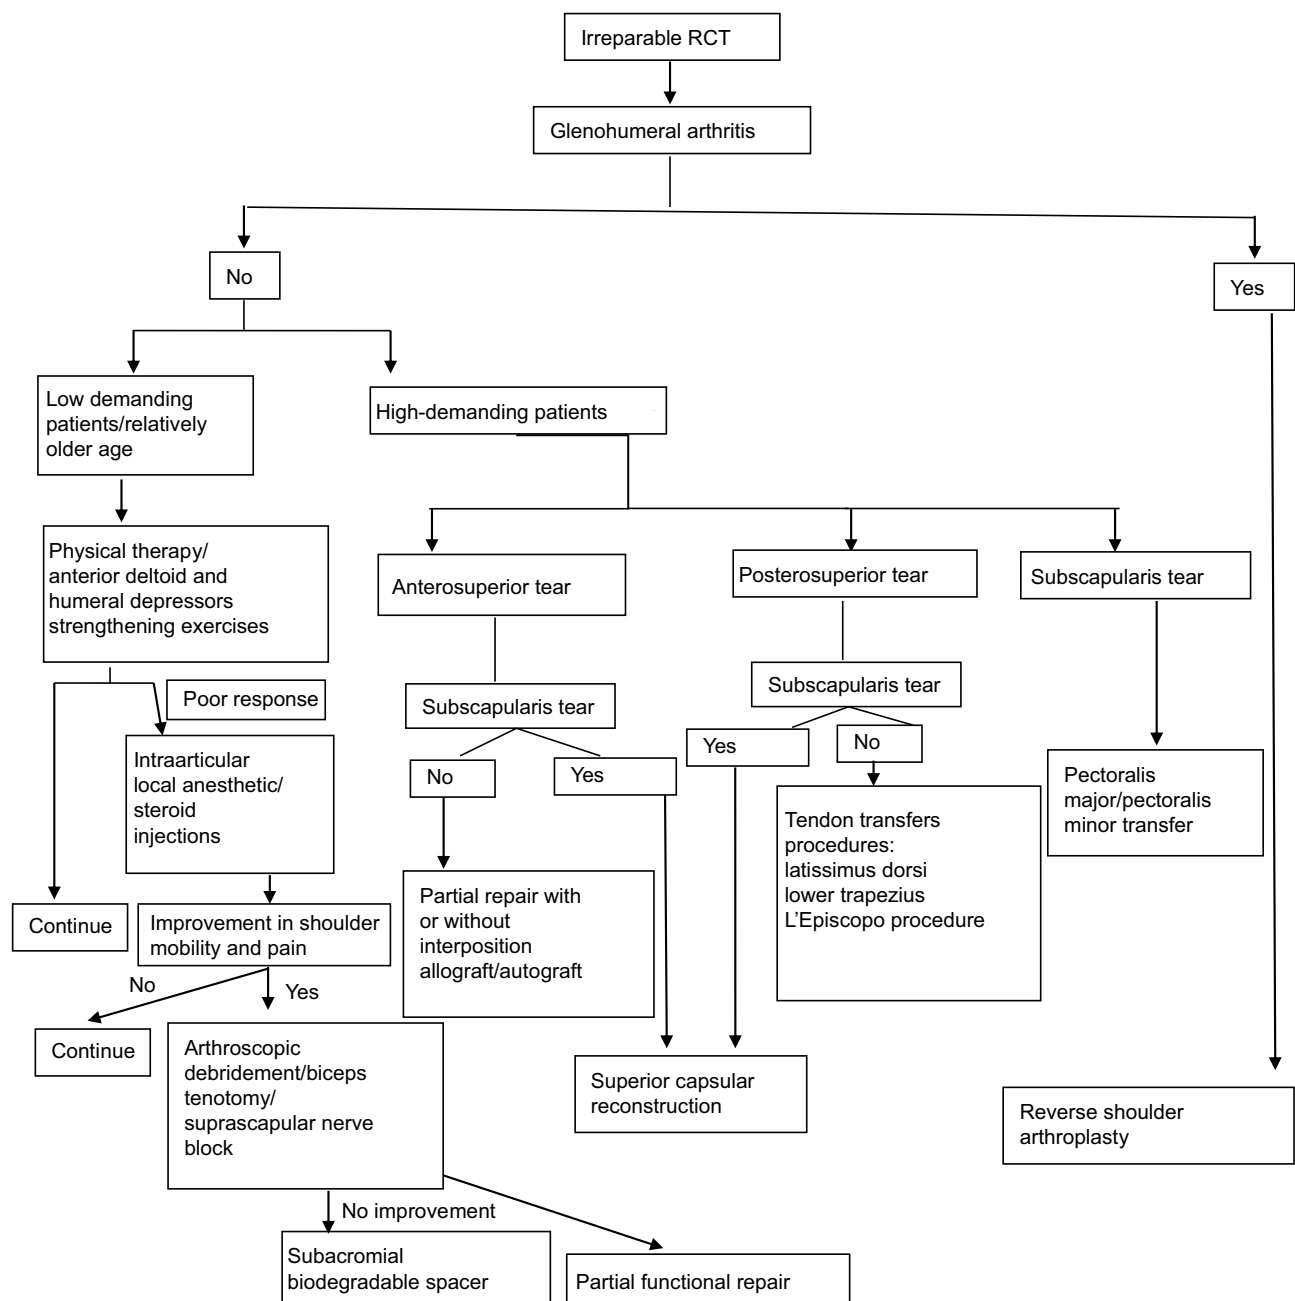 Irreparable RCT
Glenohumeral arthritis
No
Yes
Low demanding
patients/relatively
older age
High-demanding patients
Physical therapy/
anterior deltoid and
humeral depressors
strengthening exercises
Anterosuperior tear
Posterosuperior tear
Subscapularis tear
Poor response
Subscapularis tear
Subscapularis tear
Intraarticular
local anesthetic/
steroid
injections
No
Yes
Yes
No
Pectoralis
major/pectoralis
minor transfer
Tendon transfers
procedures:
latissimus dorsi
lower trapezius
L’Episcopo procedure
Partial repair with
or without
interposition
allograft/autograft
Continue
Improvement in shoulder
mobility and pain
No
Yes
Continue
Arthroscopic
debridement/biceps
tenotomy/
suprascapular nerve
block
Superior capsular
reconstruction
Reverse shoulder
arthroplasty
No improvement
Subacromial
biodegradable spacer
Partial functional repair